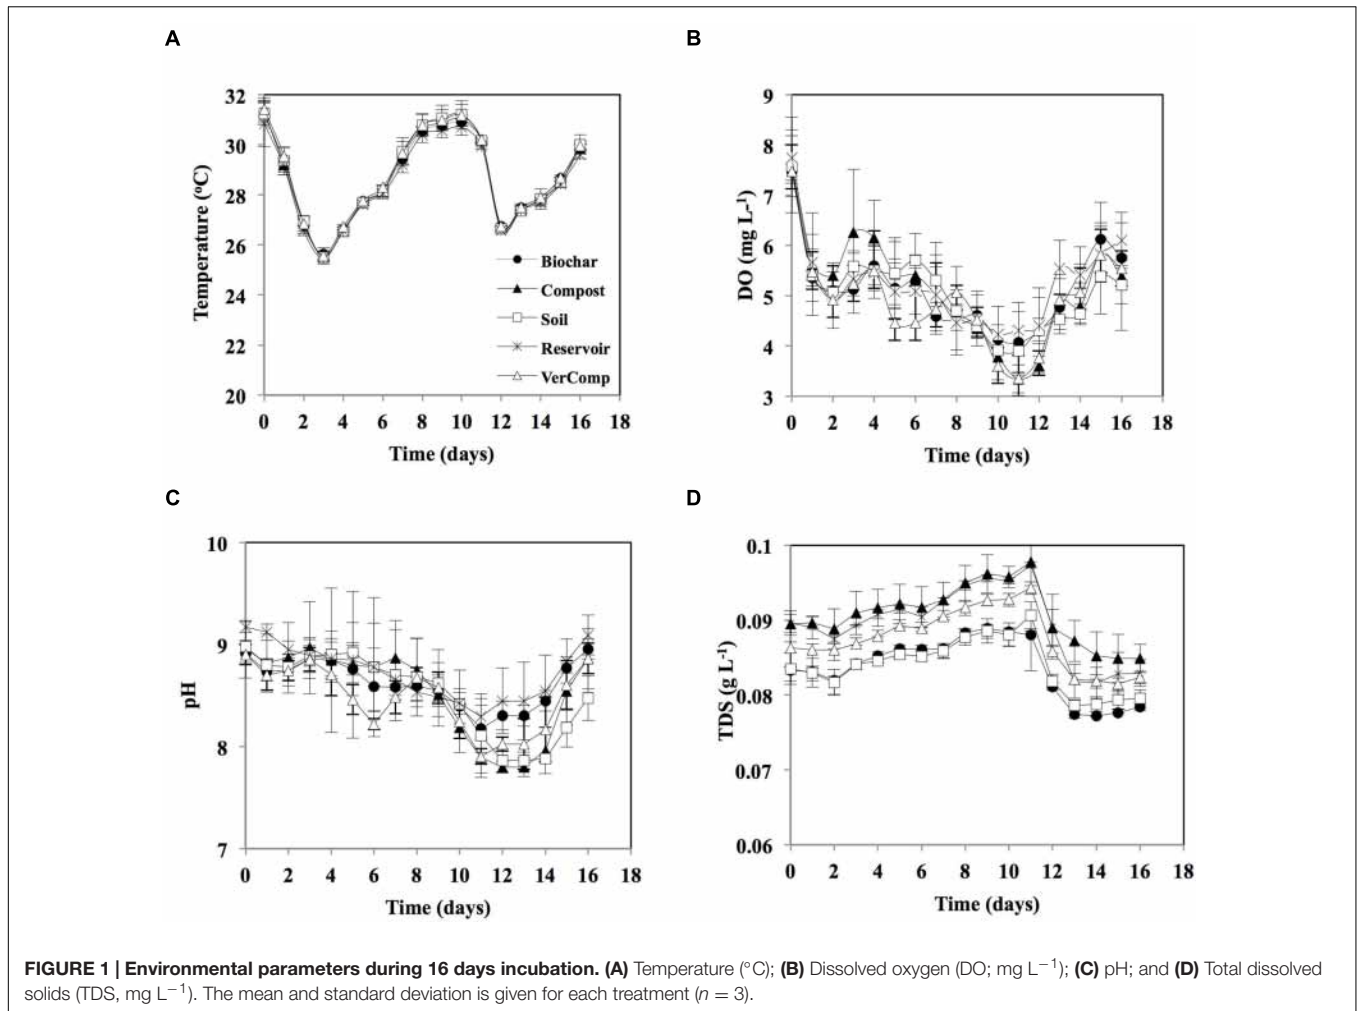 A
B
32
30
28
26
24
22
20
Temperature (°C)
Biochar
Compost
Soil
Reservoir
VerComp
0 2 4 6 8 10 12 14 16 18
Time (days)
9
8
7
6
5
4
3
DO (mg L-1)
0 2 4 6 8 10 12 14 16 18
Time (days)
C
D
10
9
8
7
pH
0 2 4 6 8 10 12 14 16 18
Time (days)
0.1
0.09
0.08
0.07
0.06
TDS (g L-1)
0 2 4 6 8 10 12 14 16 18
Time (days)
FIGURE 1 | Environmental parameters during 16 days incubation. (A) Temperature (°C); (B) Dissolved oxygen (DO; mg L−1); (C) pH; and (D) Total dissolved
solids (TDS, mg L−1). The mean and standard deviation is given for each treatment (n = 3).